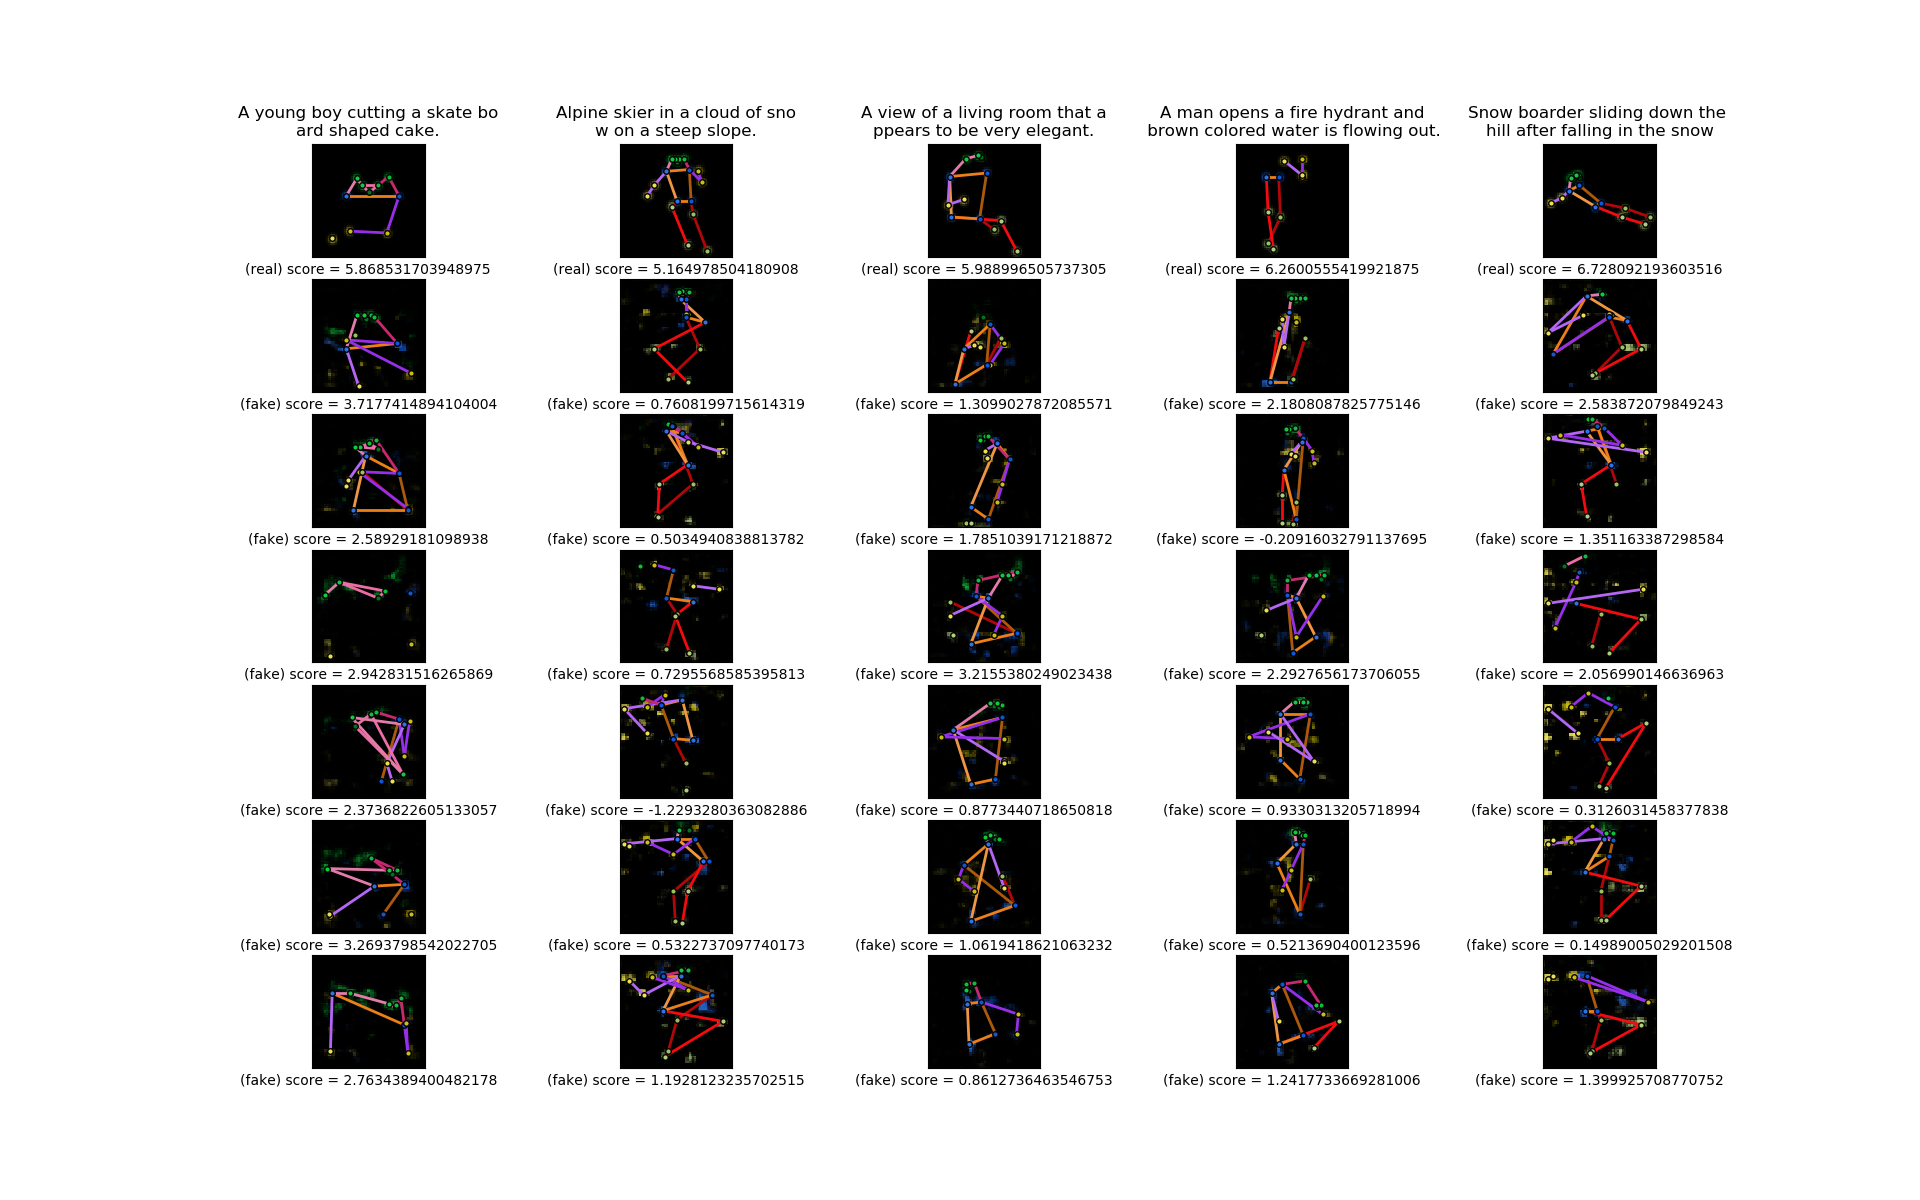 A young boy cutting a skate bo
ard shaped cake.
Alpine skier in a cloud of sno
w on a steep slope.
A view of a living room that a
ppears to be very elegant.
A man opens a fire hydrant and
brown colored water is flowing out.
Snow boarder sliding down the
hill after falling in the snow
(real) score = 5.868531703948975
(real) score = 5.164978504180908
(real) score = 5.988996505737305
(real) score = 6.2600555419921875
(real) score = 6.728092193603516
(fake) score = 3.7177414894104004
(fake) score = 0.7608199715614319
(fake) score = 1.3099027872085571
(fake) score = 2.1808087825775146
(fake) score = 2.583872079849243
(fake) score = 2.58929181098938
(fake) score = 0.5034940838813782
(fake) score = 1.7851039171218872
(fake) score = -0.20916032791137695
(fake) score = 1.351163387298584
(fake) score = 2.942831516265869
(fake) score = 0.7295568585395813
(fake) score = 3.2155380249023438
(fake) score = 2.2927656173706055
(fake) score = 2.056990146636963
(fake) score = 2.3736822605133057
(fake) score = -1.2293280363082886
(fake) score = 0.8773440718650818
(fake) score = 0.9330313205718994
(fake) score = 0.3126031458377838
(fake) score = 3.2693798542022705
(fake) score = 0.5322737097740173
(fake) score = 1.0619418621063232
(fake) score = 0.5213690400123596
(fake) score = 0.14989005029201508
(fake) score = 2.7634389400482178
(fake) score = 1.1928123235702515
(fake) score = 0.8612736463546753
(fake) score = 1.2417733669281006
(fake) score = 1.399925708770752